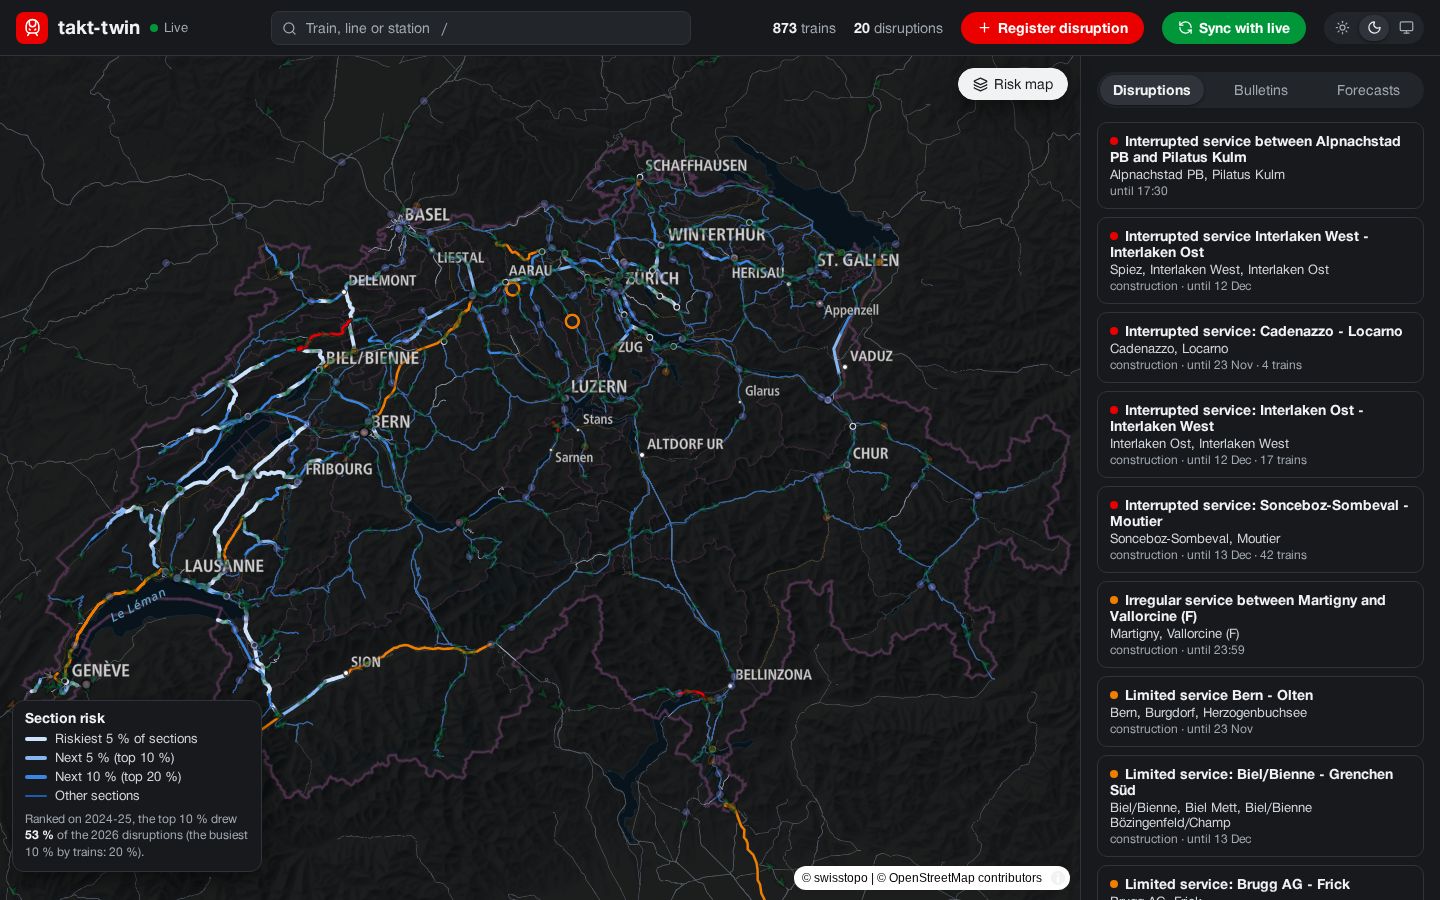 takt-twin
Live
Train, line or station /
873 trains
20 disruptions
Register disruption
Sync with live
Risk map
Disruptions
Bulletins
Forecasts
SCHAFFHAUSEN
BASEL
WINTERTHUR
LIESTAL
AARAU
ZÜRICH
HERISAU
ST. GALLEN
DELÉMONT
Appenzell
BIEL/BIENNE
ZUG
VADUZ
LUZERN
Glarus
BERN
Stans
ALTDORF UR
Sarnen
CHUR
FRIBOURG
LAUSANNE
Le Léman
SION
GENÈVE
BELLINZONA
Section risk
Riskiest 5 % of sections
Next 5 % (top 10 %)
Next 10 % (top 20 %)
Other sections
Ranked on 2024-25, the top 10 % drew
53 % of the 2026 disruptions (the busiest
10 % by trains: 20 %).
© swisstopo | © OpenStreetMap contributors
Interrupted service between Alpnachstad
PB and Pilatus Kulm
Alpnachstad PB, Pilatus Kulm
until 17:30
Interrupted service Interlaken West -
Interlaken Ost
Spiez, Interlaken West, Interlaken Ost
construction · until 12 Dec
Interrupted service: Cadenazzo - Locarno
Cadenazzo, Locarno
construction · until 23 Nov · 4 trains
Interrupted service: Interlaken Ost -
Interlaken West
Interlaken Ost, Interlaken West
construction · until 12 Dec · 17 trains
Interrupted service: Sonceboz-Sombeval -
Moutier
Sonceboz-Sombeval, Moutier
construction · until 13 Dec · 42 trains
Irregular service between Martigny and
Vallorcine (F)
Martigny, Vallorcine (F)
construction · until 23:59
Limited service Bern - Olten
Bern, Burgdorf, Herzogenbuchsee
construction · until 23 Nov
Limited service: Biel/Bienne - Grenchen
Süd
Biel/Bienne, Biel Mett, Biel/Bienne
Bözingenfeld/Champ
construction · until 13 Dec
Limited service: Brugg AG - Frick
Brugg AG, Frick